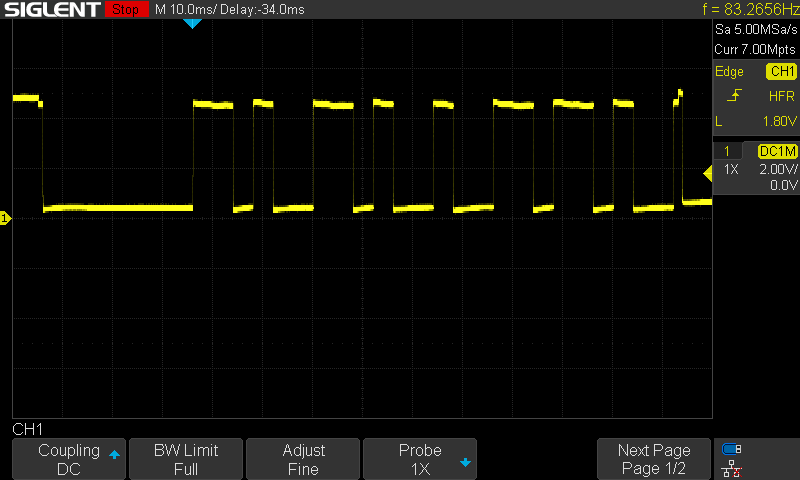 SIGLENT Stop M 10.0ms/ Delay:-34.0ms f = 83.2656Hz
Sa 5.00MSa/s
Curr 7.00Mpts
Edge CH1
HFR
L 1.80V
1 DC1M
1X 2.00V/
0.0V
1
CH1
Coupling BW Limit Adjust Probe Next Page
DC Full Fine 1X Page 1/2